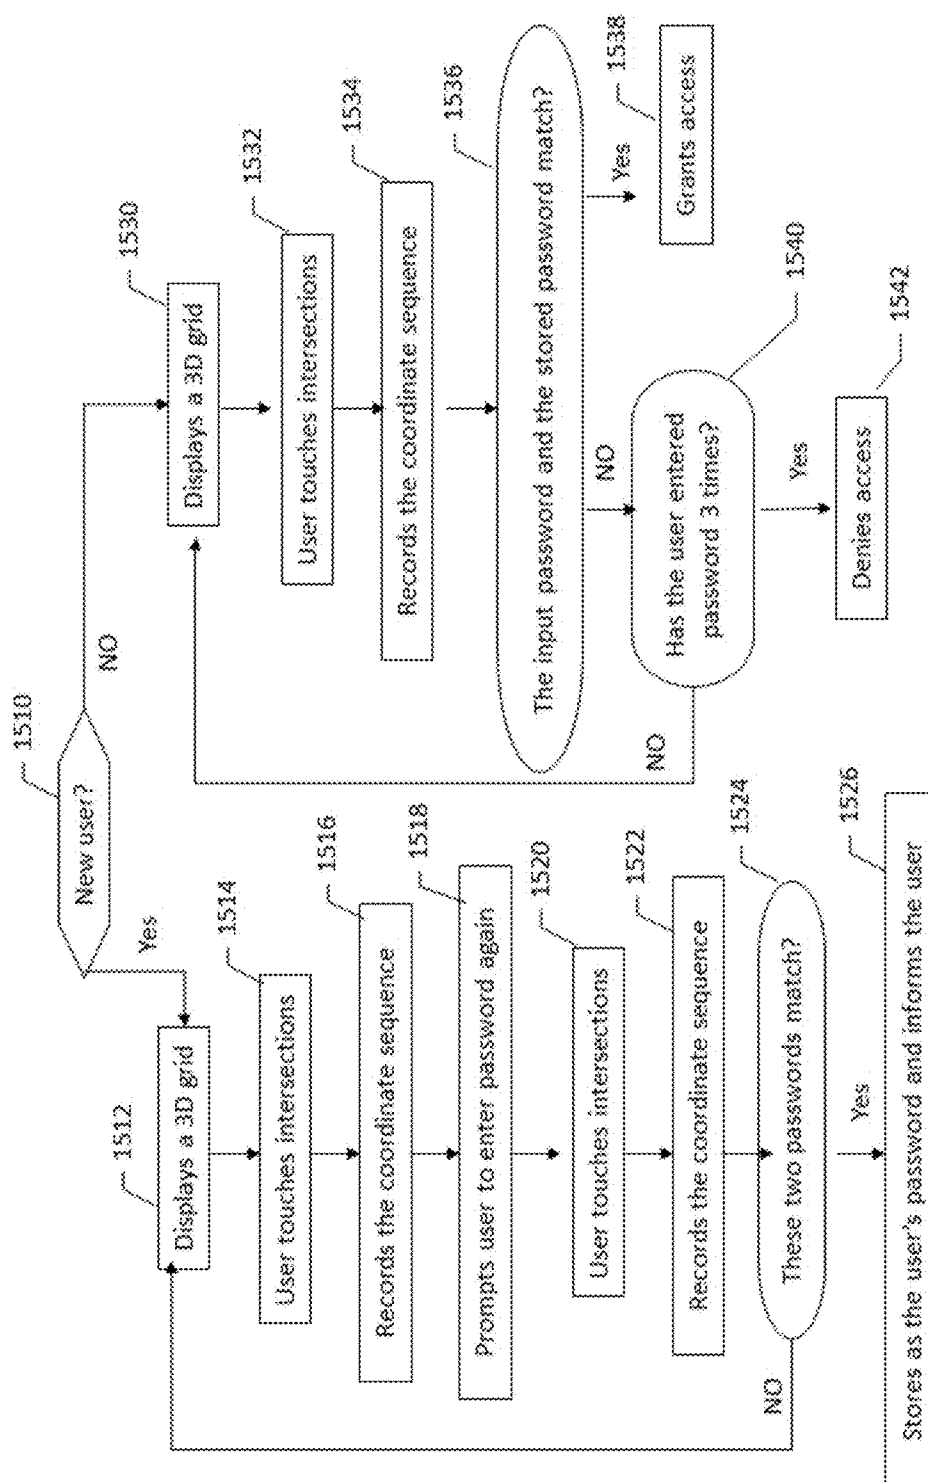 1510
New user?
Yes
NO
1512
Displays a 3D grid
1514
User touches intersections
1516
Records the coordinate sequence
1518
Prompts user to enter password again
1520
User touches intersections
1522
Records the coordinate sequence
1524
These two passwords match?
NO
Yes
1526
Stores as the user's password and informs the user
1530
Displays a 3D grid
1532
User touches intersections
1534
Records the coordinate sequence
1536
The input password and the stored password match?
NO
Yes
1538
Grants access
1540
Has the user entered
password 3 times?
NO
Yes
1542
Denies access